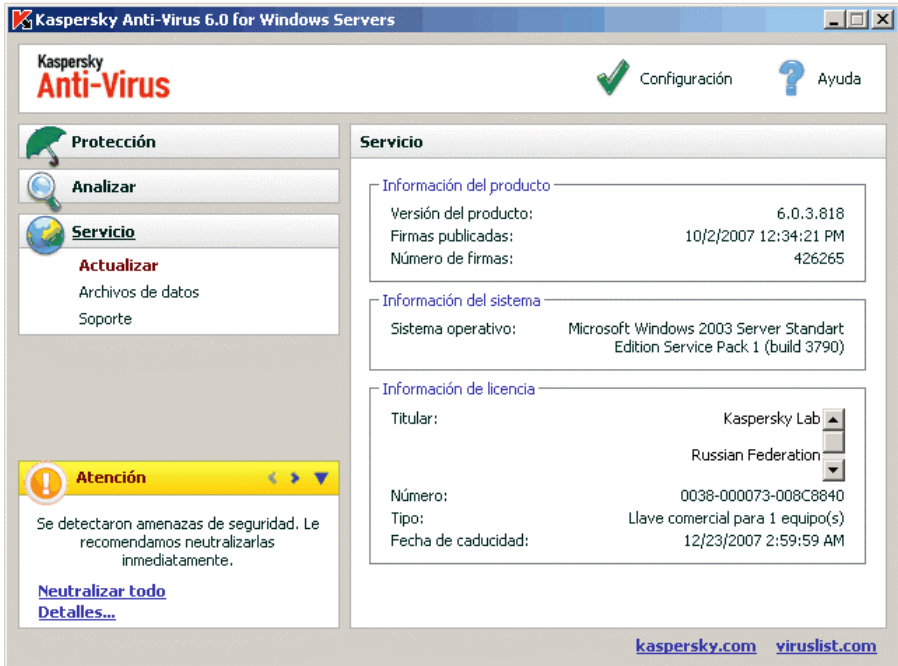 Kaspersky Anti-Virus 6.0 for Windows Servers
Kaspersky
Anti-Virus
Configuración
Ayuda
Protección
Analizar
Servicio
Actualizar
Archivos de datos
Soporte
Atención
Se detectaron amenazas de seguridad. Le
recomendamos neutralizarlas
inmediatamente.
Neutralizar todo
Detalles...
Servicio
Información del producto
Versión del producto: 6.0.3.818
Firmas publicadas: 10/2/2007 12:34:21 PM
Número de firmas: 426265
Información del sistema
Sistema operativo: Microsoft Windows 2003 Server Standart
Edition Service Pack 1 (build 3790)
Información de licencia
Titular: Kaspersky Lab
Russian Federation
Número: 0038-000073-008C8840
Tipo: Llave comercial para 1 equipo(s)
Fecha de caducidad: 12/23/2007 2:59:59 AM
kaspersky.com viruslist.com